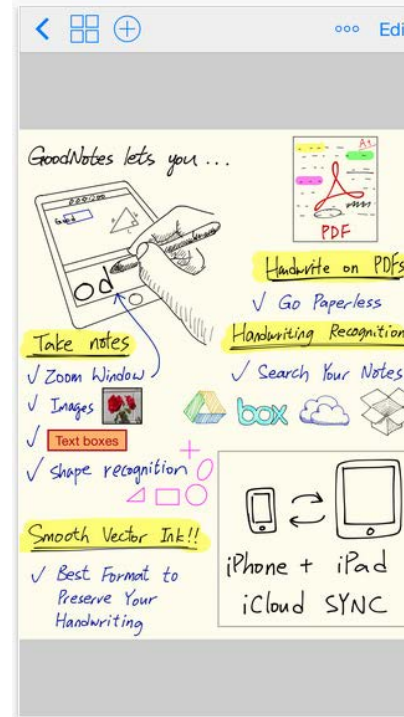 Edi
GoodNotes lets you ...
A+
PDF
Handwrite on PDFs
√ Go Paperless
Take notes
√ Zoom Window
√ Images
√ Text boxes
√ Shape recognition
Handwriting Recognition
√ Search Your Notes
box
Smooth Vector Ink!!
√ Best Format to
Preserve Your
Handwriting
iPhone + iPad
iCloud SYNC